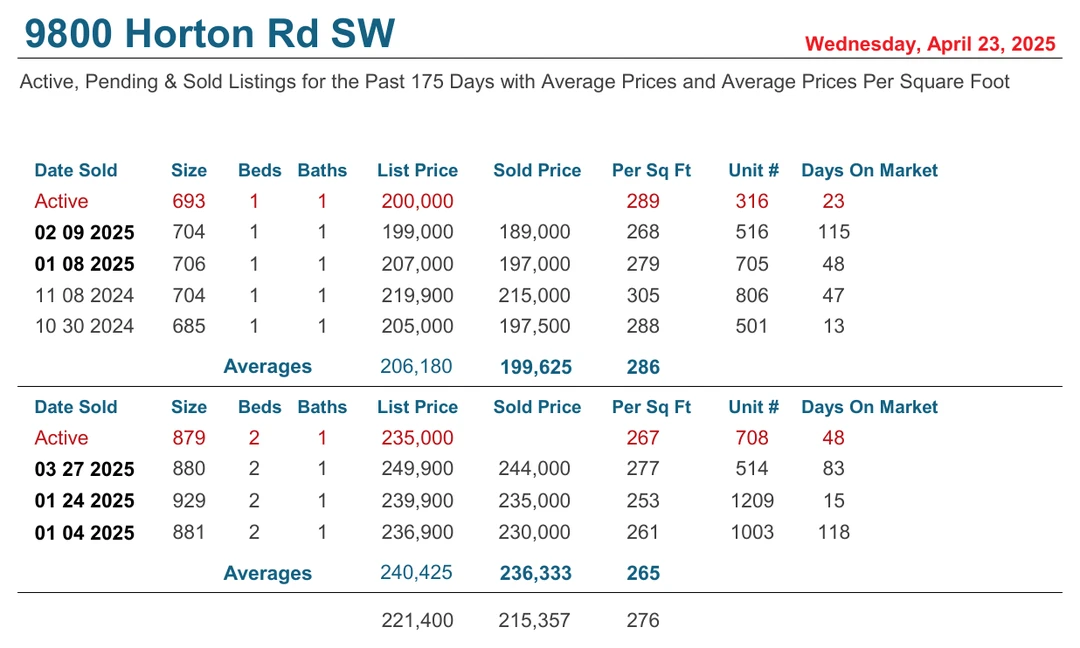 9800 Horton Rd SW
Wednesday, April 23, 2025
Active, Pending & Sold Listings for the Past 175 Days with Average Prices and Average Prices Per Square Foot
Date Sold Size Beds Baths List Price Sold Price Per Sq Ft Unit # Days On Market
Active 693 1 1 200,000 289 316 23
02 09 2025 704 1 1 199,000 189,000 268 516 115
01 08 2025 706 1 1 207,000 197,000 279 705 48
11 08 2024 704 1 1 219,900 215,000 305 806 47
10 30 2024 685 1 1 205,000 197,500 288 501 13
Averages 206,180 199,625 286
Date Sold Size Beds Baths List Price Sold Price Per Sq Ft Unit # Days On Market
Active 879 2 1 235,000 267 708 48
03 27 2025 880 2 1 249,900 244,000 277 514 83
01 24 2025 929 2 1 239,900 235,000 253 1209 15
01 04 2025 881 2 1 236,900 230,000 261 1003 118
Averages 240,425 236,333 265
221,400 215,357 276